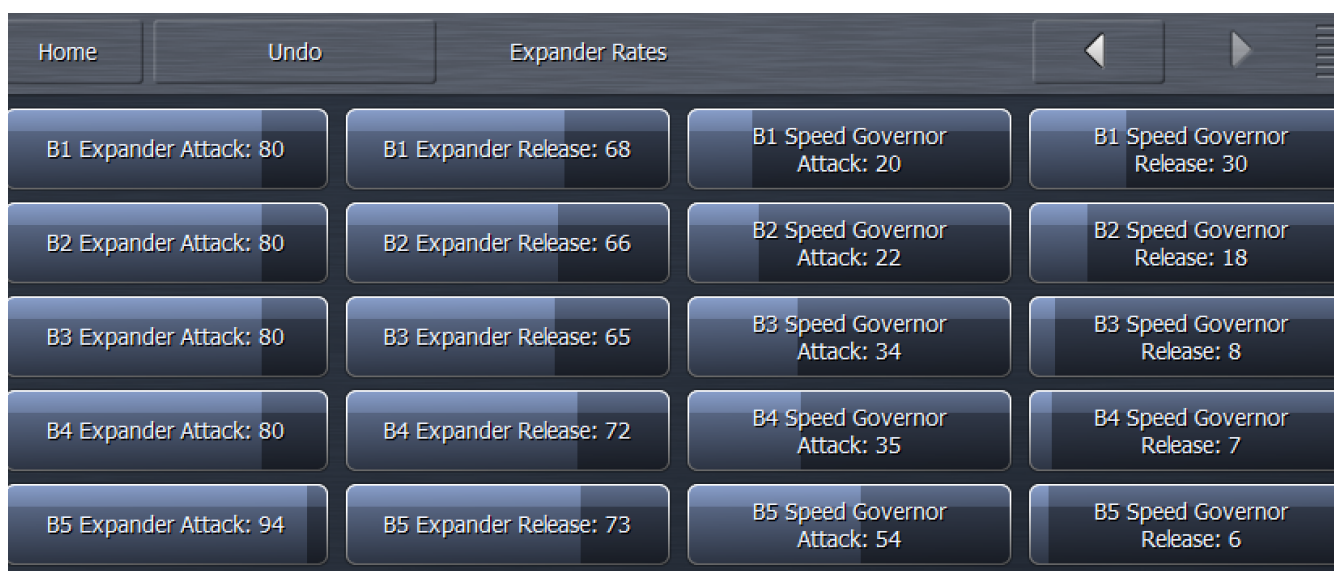 Home Undo Expander Rates
B1 Expander Attack: 80
B1 Expander Release: 68
B1 Speed Governor
Attack: 20
B1 Speed Governor
Release: 30
B2 Expander Attack: 80
B2 Expander Release: 66
B2 Speed Governor
Attack: 22
B2 Speed Governor
Release: 18
B3 Expander Attack: 80
B3 Expander Release: 65
B3 Speed Governor
Attack: 34
B3 Speed Governor
Release: 8
B4 Expander Attack: 80
B4 Expander Release: 72
B4 Speed Governor
Attack: 35
B4 Speed Governor
Release: 7
B5 Expander Attack: 94
B5 Expander Release: 73
B5 Speed Governor
Attack: 54
B5 Speed Governor
Release: 6